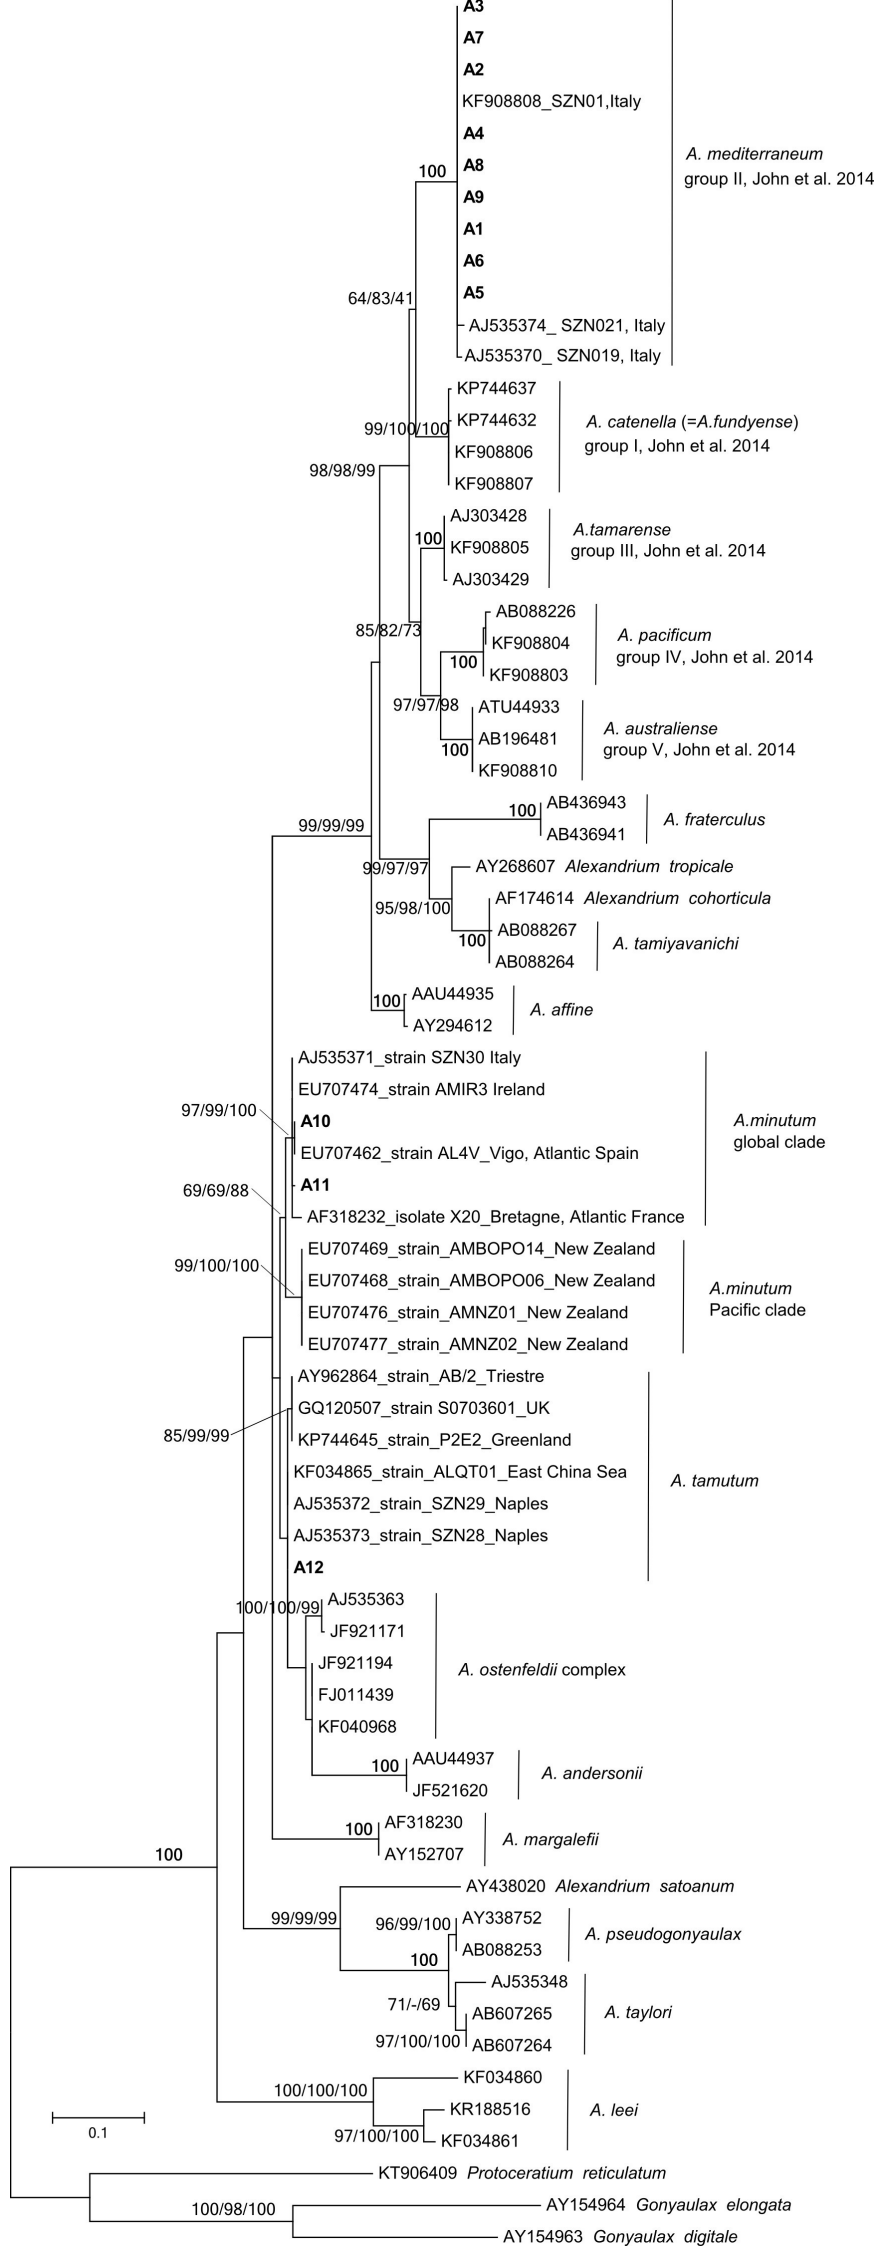 A3
A7
A2
KF908808_SZN01,Italy
A4
A8
A9
A1
A6
A5
AJ535374_ SZN021, Italy
AJ535370_ SZN019, Italy
A. mediterraneum
group II, John et al. 2014
100
64/83/41
KP744637
KP744632
KF908806
KF908807
99/100/100
A. catenella (=A.fundyense)
group I, John et al. 2014
98/98/99
AJ303428
KF908805
AJ303429
100
A.tamarense
group III, John et al. 2014
85/82/73
AB088226
KF908804
KF908803
100
A. pacificum
group IV, John et al. 2014
97/97/98
ATU44933
AB196481
KF908810
100
A. australiense
group V, John et al. 2014
AB436943
AB436941
100
A. fraterculus
99/99/99
99/97/97
AY268607 Alexandrium tropicale
AF174614 Alexandrium cohorticula
95/98/100
AB088267
AB088264
100
A. tamiyavanichi
AAU44935
AY294612
100
A. affine
AJ535371_strain SZN30 Italy
EU707474_strain AMIR3 Ireland
A10
EU707462_strain AL4V_Vigo, Atlantic Spain
A11
AF318232_isolate X20_Bretagne, Atlantic France
97/99/100
A.minutum
global clade
69/69/88
EU707469_strain_AMBOPO14_New Zealand
EU707468_strain_AMBOPO06_New Zealand
EU707476_strain_AMNZ01_New Zealand
EU707477_strain_AMNZ02_New Zealand
99/100/100
A.minutum
Pacific clade
AY962864_strain_AB/2_Triestre
GQ120507_strain S0703601_UK
KP744645_strain_P2E2_Greenland
KF034865_strain_ALQT01_East China Sea
AJ535372_strain_SZN29_Naples
AJ535373_strain_SZN28_Naples
A12
85/99/99
A. tamutum
100/100/99
AJ535363
JF921171
JF921194
FJ011439
KF040968
A. ostenfeldii complex
AAU44937
JF521620
100
A. andersonii
AF318230
AY152707
100
A. margalefii
100
AY438020 Alexandrium satoanum
99/99/99
96/99/100
AY338752
AB088253
A. pseudogonyaulax
100
AJ535348
AB607265
AB607264
71/-/69
97/100/100
A. taylori
KF034860
KR188516
KF034861
100/100/100
97/100/100
A. leei
0.1
KT906409 Protoceratium reticulatum
100/98/100
AY154964 Gonyaulax elongata
AY154963 Gonyaulax digitale